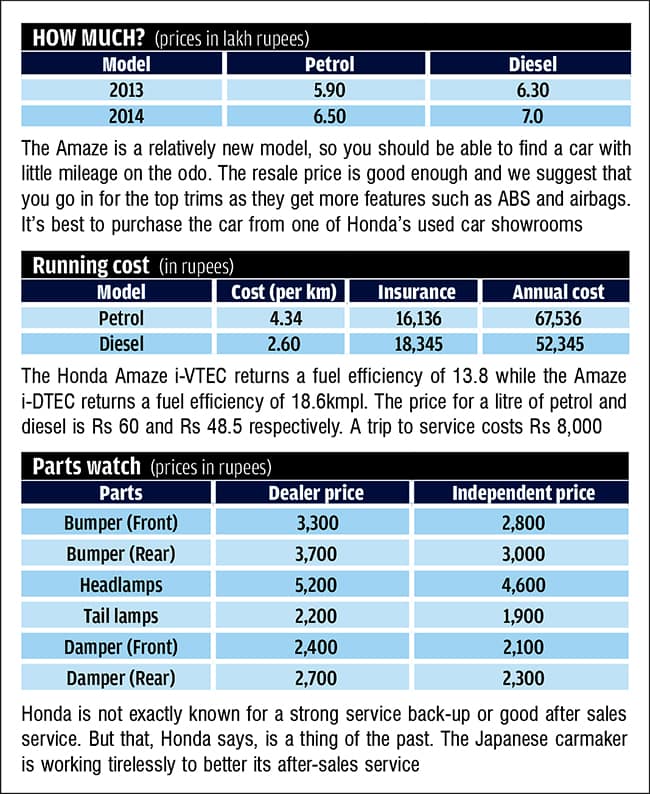 HOW MUCH? (prices in lakh rupees)
Model Petrol Diesel
2013 5.90 6.30
2014 6.50 7.0
The Amaze is a relatively new model, so you should be able to find a car with
little mileage on the odo. The resale price is good enough and we suggest that
you go in for the top trims as they get more features such as ABS and airbags.
It's best to purchase the car from one of Honda's used car showrooms
Running cost (in rupees)
Model Cost (per km) Insurance Annual cost
Petrol 4.34 16,136 67,536
Diesel 2.60 18,345 52,345
The Honda Amaze i-VTEC returns a fuel efficiency of 13.8 while the Amaze
i-DTEC returns a fuel efficiency of 18.6kmpl. The price for a litre of petrol and
diesel is Rs 60 and Rs 48.5 respectively. A trip to service costs Rs 8,000
Parts watch (prices in rupees)
Parts Dealer price Independent price
Bumper (Front) 3,300 2,800
Bumper (Rear) 3,700 3,000
Headlamps 5,200 4,600
Tail lamps 2,200 1,900
Damper (Front) 2,400 2,100
Damper (Rear) 2,700 2,300
Honda is not exactly known for a strong service back-up or good after sales
service. But that, Honda says, is a thing of the past. The Japanese carmaker
is working tirelessly to better its after-sales service